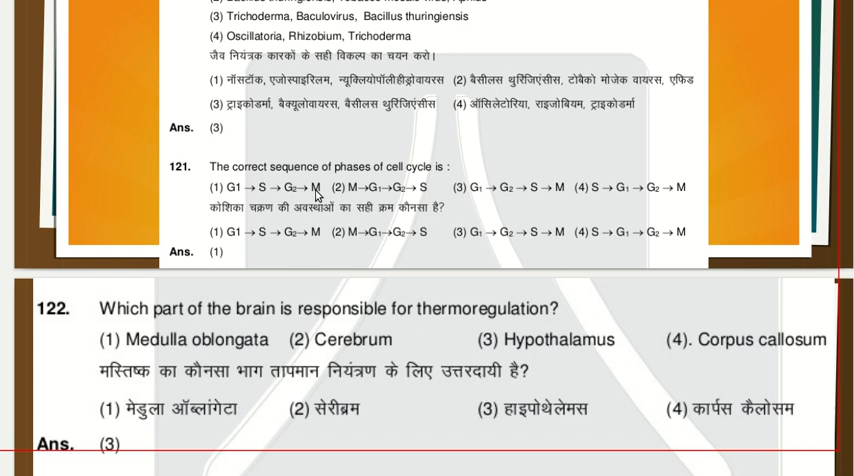 (3) Trichoderma, Baculovirus, Bacillus thuringiensis
(4) Oscillatoria, Rhizobium, Trichoderma
जैव नियंत्रक कारकों के सही विकल्प का चयन करो।
(1) नॉसटॉक, एजोस्पाइरिलम, न्यूक्लियोपॉलीहीड्रोवायरस (2) बैसीलस थुरिंजिएंसीस, टोबैको मोजेक वायरस, एफिड
(3) ट्राइकोडर्मा, बैक्यूलोवायरस, बैसीलस थुरिंजिएंसीस (4) ऑसिलेटोरिया, राइजोबियम, ट्राइकोडर्मा
Ans. (3)
121. The correct sequence of phases of cell cycle is :
(1) G1 → S → G₂→ M (2) M→G₁→G₂→ S (3) G₁ → G₂ → S → M (4) S → G₁ → G₂ → M
कोशिका चक्रण की अवस्थाओं का सही क्रम कौनसा है?
(1) G1 → S → G₂→ M (2) M→G₁→G₂→ S (3) G₁ → G₂ → S → M (4) S → G₁ → G₂ → M
Ans. (1)
122. Which part of the brain is responsible for thermoregulation?
(1) Medulla oblongata (2) Cerebrum (3) Hypothalamus (4). Corpus callosum
मस्तिष्क का कौनसा भाग तापमान नियंत्रण के लिए उत्तरदायी है?
(1) मेडुला ऑब्लांगेटा (2) सेरीब्रम (3) हाइपोथेलेमस (4) कार्पस कैलोसम
Ans. (3)